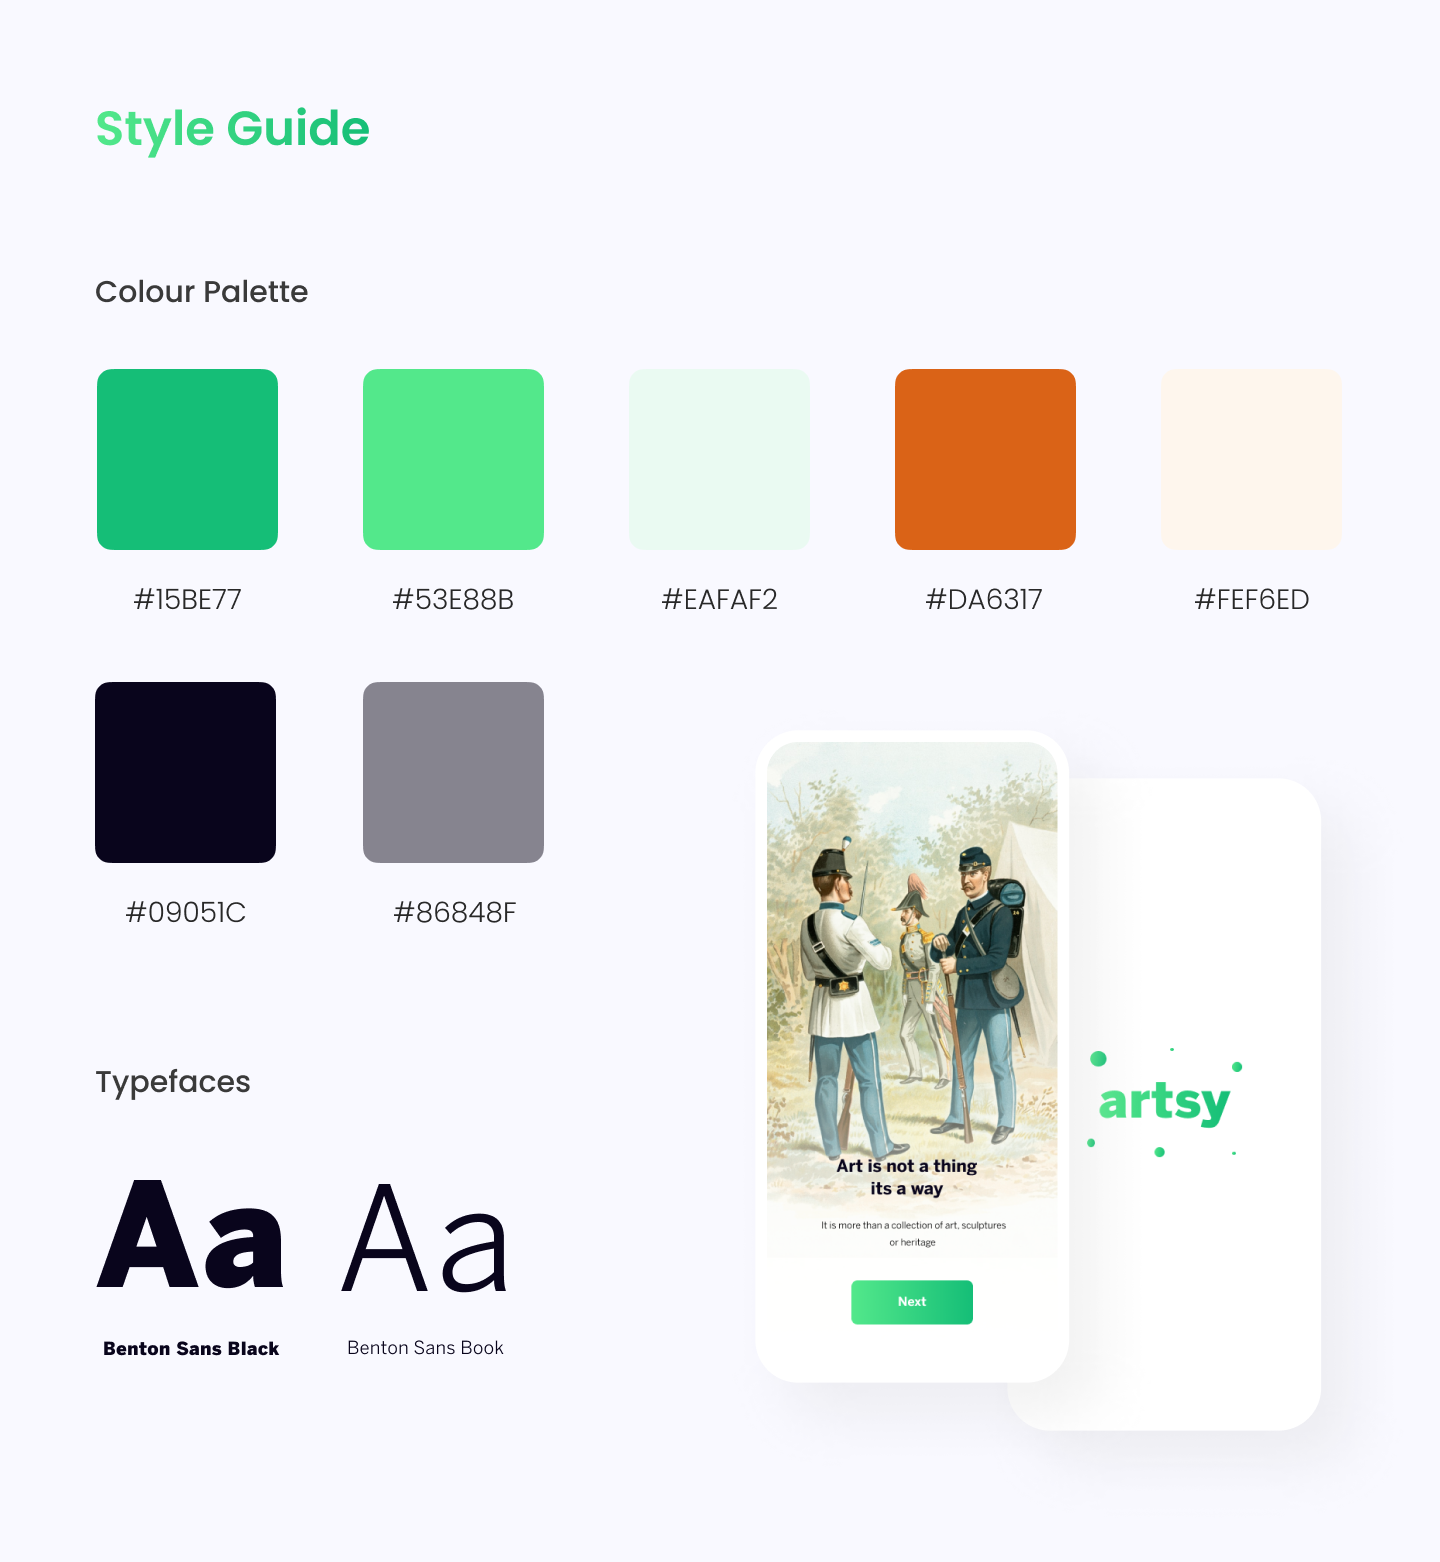 Style Guide
Colour Palette
#15BE77
#53E88B
#EAFAF2
#DA6317
#FEF6ED
#09051C
#86848F
Typefaces
Aa
Aa
Benton Sans Black
Benton Sans Book
Art is not a thing
its a way
It is more than a collection of art, sculptures
or heritage
Next
artsy